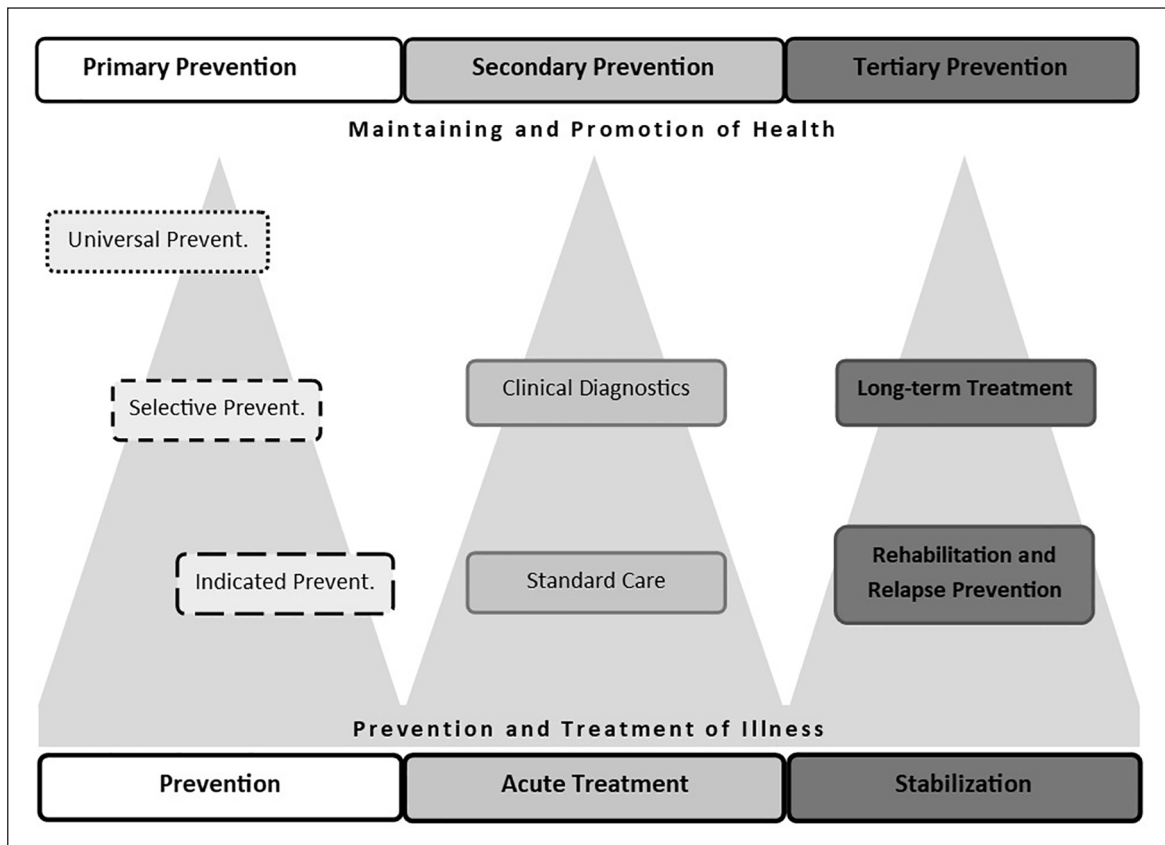 Primary Prevention
Secondary Prevention
Tertiary Prevention
Maintaining and Promotion of Health
Universal Prevent.
Selective Prevent.
Clinical Diagnostics
Long-term Treatment
Indicated Prevent.
Standard Care
Rehabilitation and
Relapse Prevention
Prevention and Treatment of Illness
Prevention
Acute Treatment
Stabilization